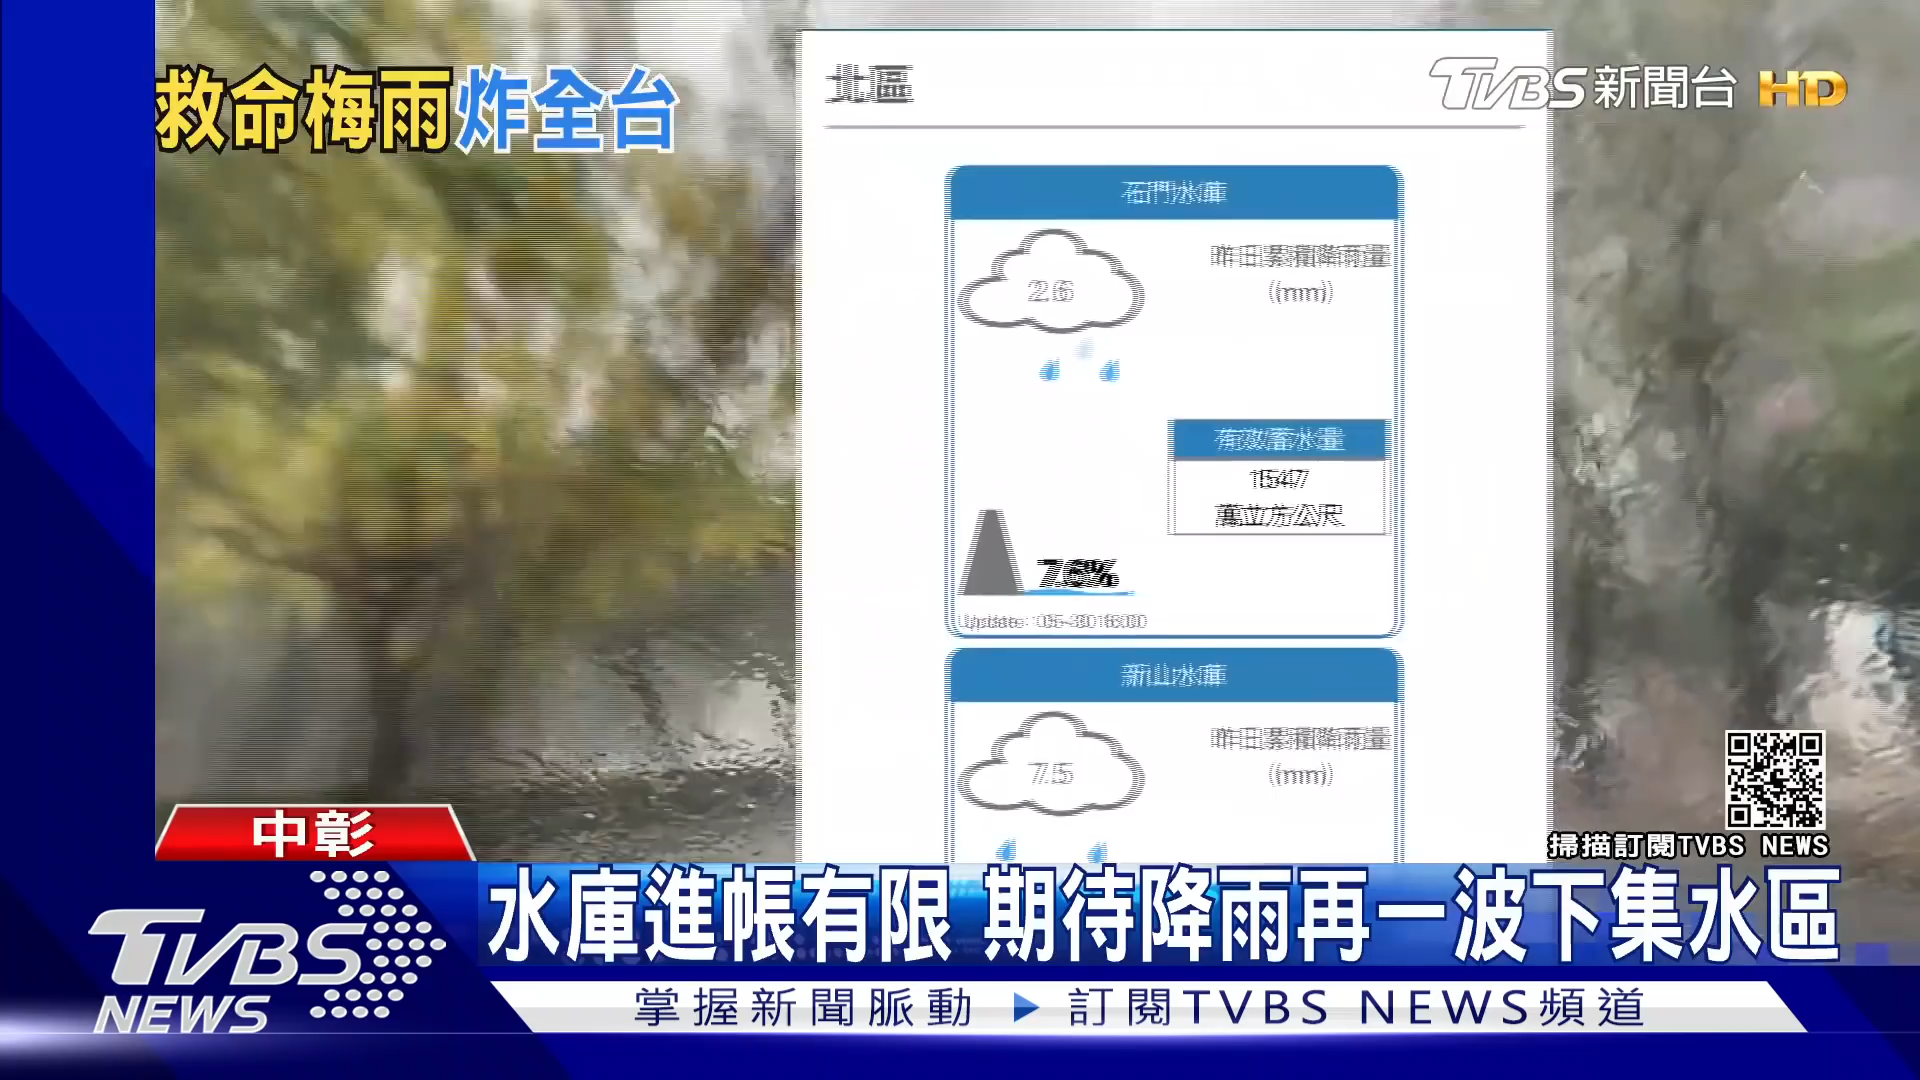 救命梅雨炸全台
北區
TVBS新聞台 HD
石門水庫
2.6
昨日累積降雨量
(mm)
有效蓄水量
1547
萬立方公尺
7.6%
新山水庫
7.5
昨日累積降雨量
(mm)
掃描訂閱TVBS NEWS
中彰
水庫進帳有限 期待降雨再一波下集水區
TVBS
NEWS
掌握新聞脈動 ▶ 訂閱TVBS NEWS頻道